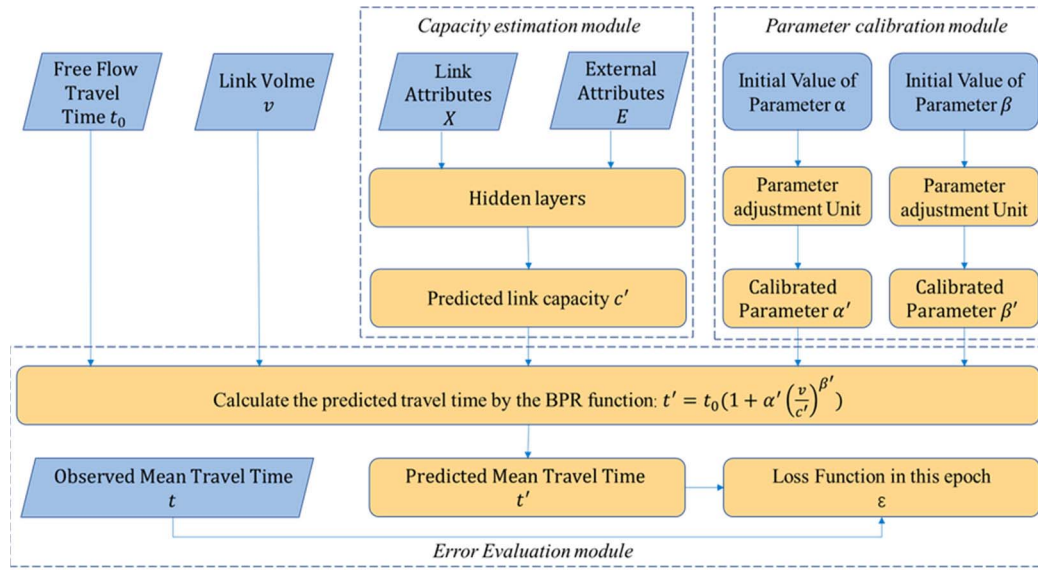 Capacity estimation module
Parameter calibration module
Free Flow
Travel
Time t₀
Link Volme
v
Link
Attributes
X
External
Attributes
E
Initial Value of
Parameter α
Initial Value of
Parameter β
Hidden layers
Parameter
adjustment Unit
Parameter
adjustment Unit
Predicted link capacity c′
Calibrated
Parameter α′
Calibrated
Parameter β′
Calculate the predicted travel time by the BPR function: t′ = t₀(1 + α′ (v/c′)^β′)
Observed Mean Travel Time
t
Predicted Mean Travel Time
t′
Loss Function in this epoch
ε
Error Evaluation module